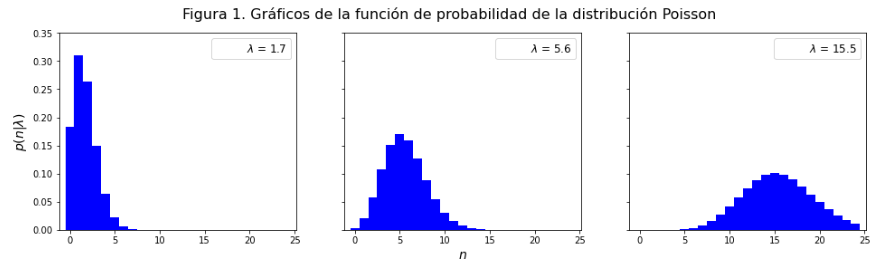 Figura 1. Gráficos de la función de probabilidad de la distribución Poisson
λ = 1.7
λ = 5.6
λ = 15.5
0.35
0.30
0.25
0.20
0.15
0.10
0.05
0.00
p(n|λ)
0 5 10 15 20 25
0 5 10 15 20 25
0 5 10 15 20 25
n